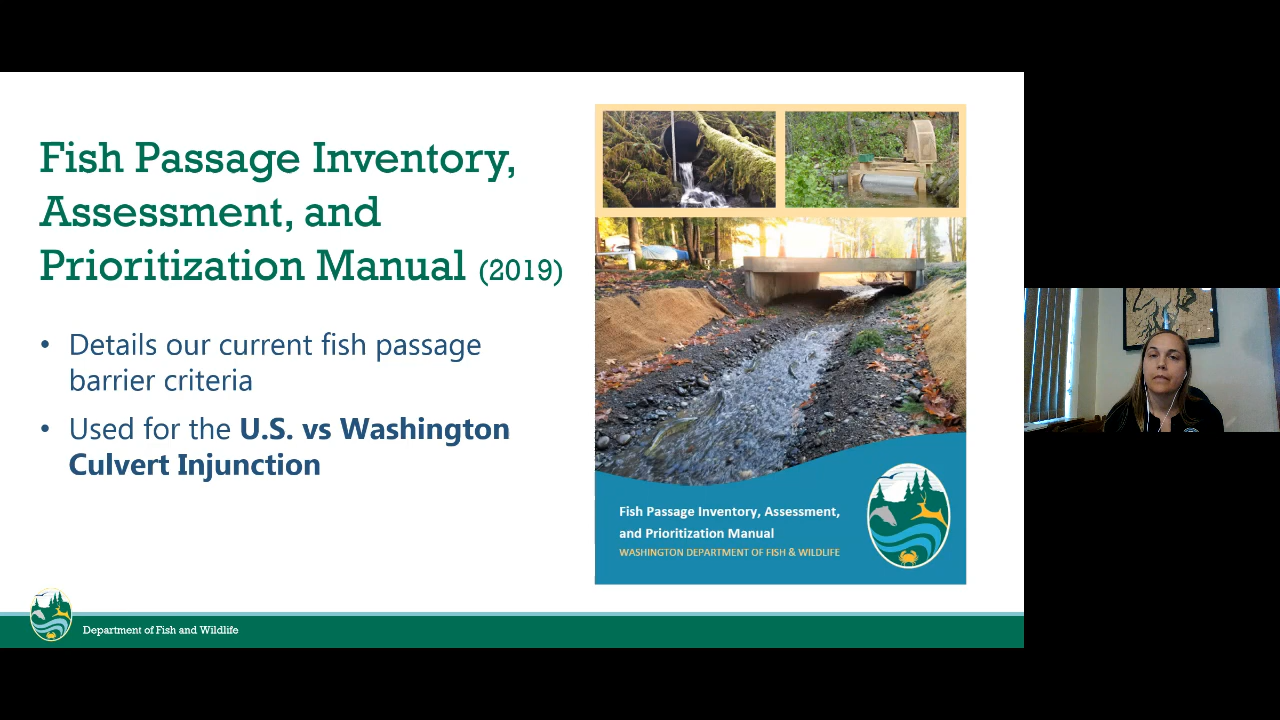 Fish Passage Inventory,
Assessment, and
Prioritization Manual (2019)
• Details our current fish passage
barrier criteria
• Used for the U.S. vs Washington
Culvert Injunction
Fish Passage Inventory, Assessment,
and Prioritization Manual
WASHINGTON DEPARTMENT OF FISH & WILDLIFE
Department of Fish and Wildlife